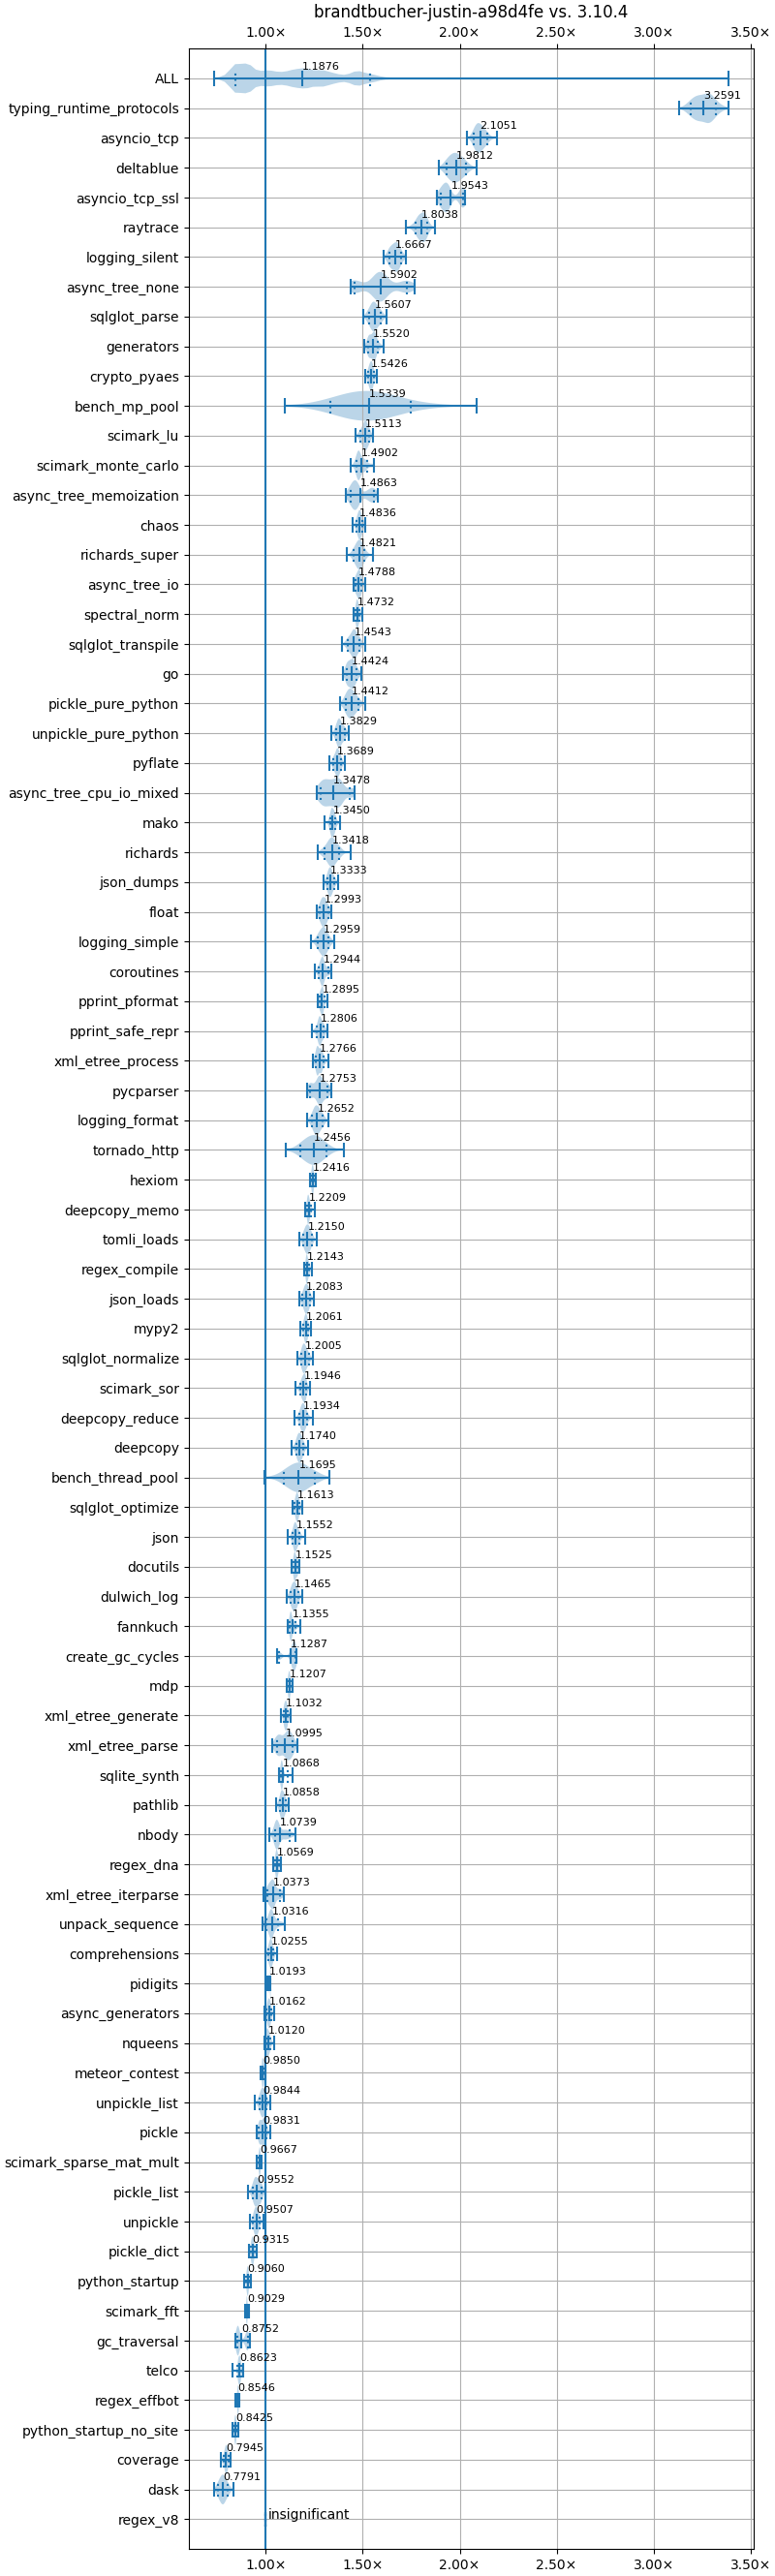 brandtbucher-justin-a98d4fe vs. 3.10.4
1.00× 1.50× 2.00× 2.50× 3.00× 3.50×
ALL 1.1876
typing_runtime_protocols 3.2591
asyncio_tcp 2.1051
deltablue 1.9812
asyncio_tcp_ssl 1.9543
raytrace 1.8038
logging_silent 1.6667
async_tree_none 1.5902
sqlglot_parse 1.5607
generators 1.5520
crypto_pyaes 1.5426
bench_mp_pool 1.5339
scimark_lu 1.5113
scimark_monte_carlo 1.4902
async_tree_memoization 1.4863
chaos 1.4836
richards_super 1.4821
async_tree_io 1.4788
spectral_norm 1.4732
sqlglot_transpile 1.4543
go 1.4424
pickle_pure_python 1.4412
unpickle_pure_python 1.3829
pyflate 1.3689
async_tree_cpu_io_mixed 1.3478
mako 1.3450
richards 1.3418
json_dumps 1.3333
float 1.2993
logging_simple 1.2959
coroutines 1.2944
pprint_pformat 1.2895
pprint_safe_repr 1.2806
xml_etree_process 1.2766
pycparser 1.2753
logging_format 1.2652
tornado_http 1.2456
hexiom 1.2416
deepcopy_memo 1.2209
tomli_loads 1.2150
regex_compile 1.2143
json_loads 1.2083
mypy2 1.2061
sqlglot_normalize 1.2005
scimark_sor 1.1946
deepcopy_reduce 1.1934
deepcopy 1.1740
bench_thread_pool 1.1695
sqlglot_optimize 1.1613
json 1.1552
docutils 1.1525
dulwich_log 1.1465
fannkuch 1.1355
create_gc_cycles 1.1287
mdp 1.1207
xml_etree_generate 1.1032
xml_etree_parse 1.0995
sqlite_synth 1.0868
pathlib 1.0858
nbody 1.0739
regex_dna 1.0569
xml_etree_iterparse 1.0373
unpack_sequence 1.0316
comprehensions 1.0255
pidigits 1.0193
async_generators 1.0162
nqueens 1.0120
meteor_contest 0.9850
unpickle_list 0.9844
pickle 0.9831
scimark_sparse_mat_mult 0.9667
pickle_list 0.9552
unpickle 0.9507
pickle_dict 0.9315
python_startup 0.9060
scimark_fft 0.9029
gc_traversal 0.8752
telco 0.8623
regex_effbot 0.8546
python_startup_no_site 0.8425
coverage 0.7945
dask 0.7791
regex_v8 insignificant
1.00× 1.50× 2.00× 2.50× 3.00× 3.50×